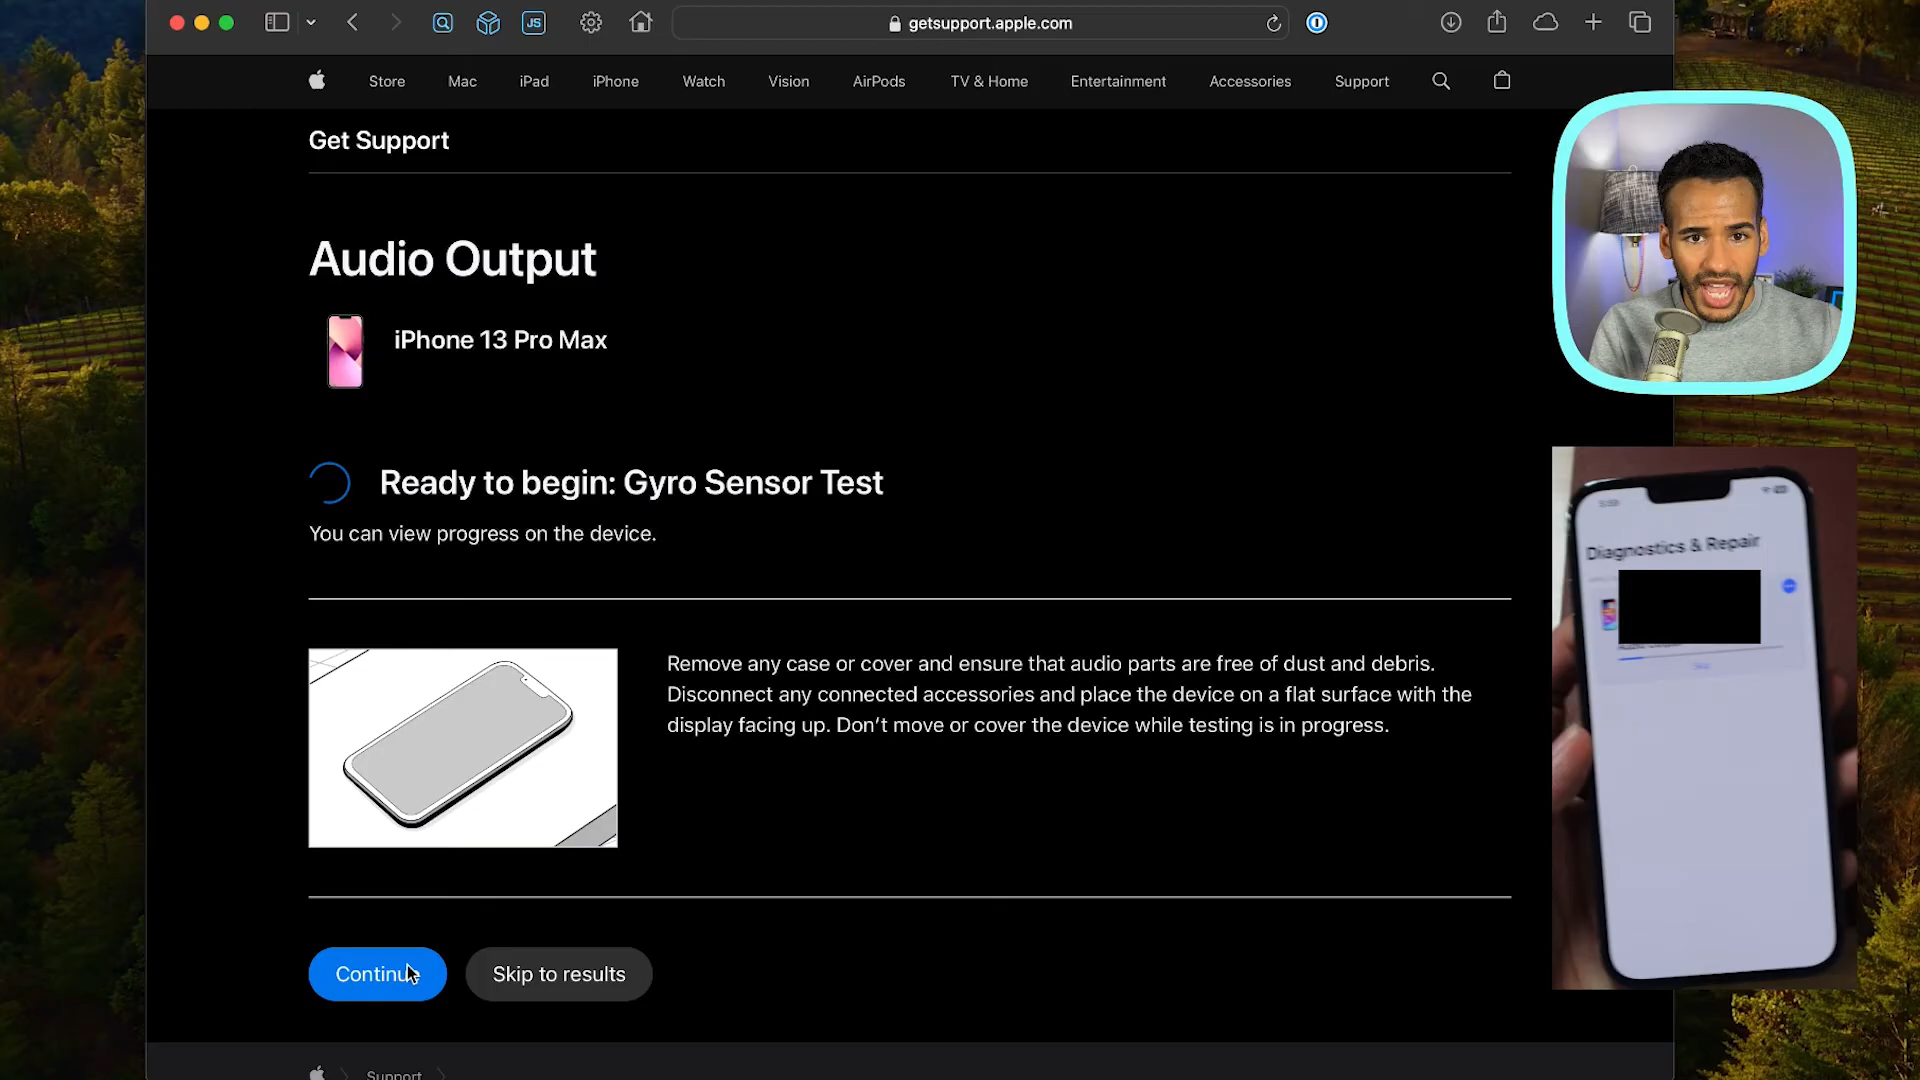 getsupport.apple.com
Store Mac iPad iPhone Watch Vision AirPods TV & Home Entertainment Accessories Support
Get Support
Audio Output
iPhone 13 Pro Max
Ready to begin: Gyro Sensor Test
You can view progress on the device.
Remove any case or cover and ensure that audio parts are free of dust and debris.
Disconnect any connected accessories and place the device on a flat surface with the
display facing up. Don't move or cover the device while testing is in progress.
Continue Skip to results
Support
JS
Diagnostics & Repair